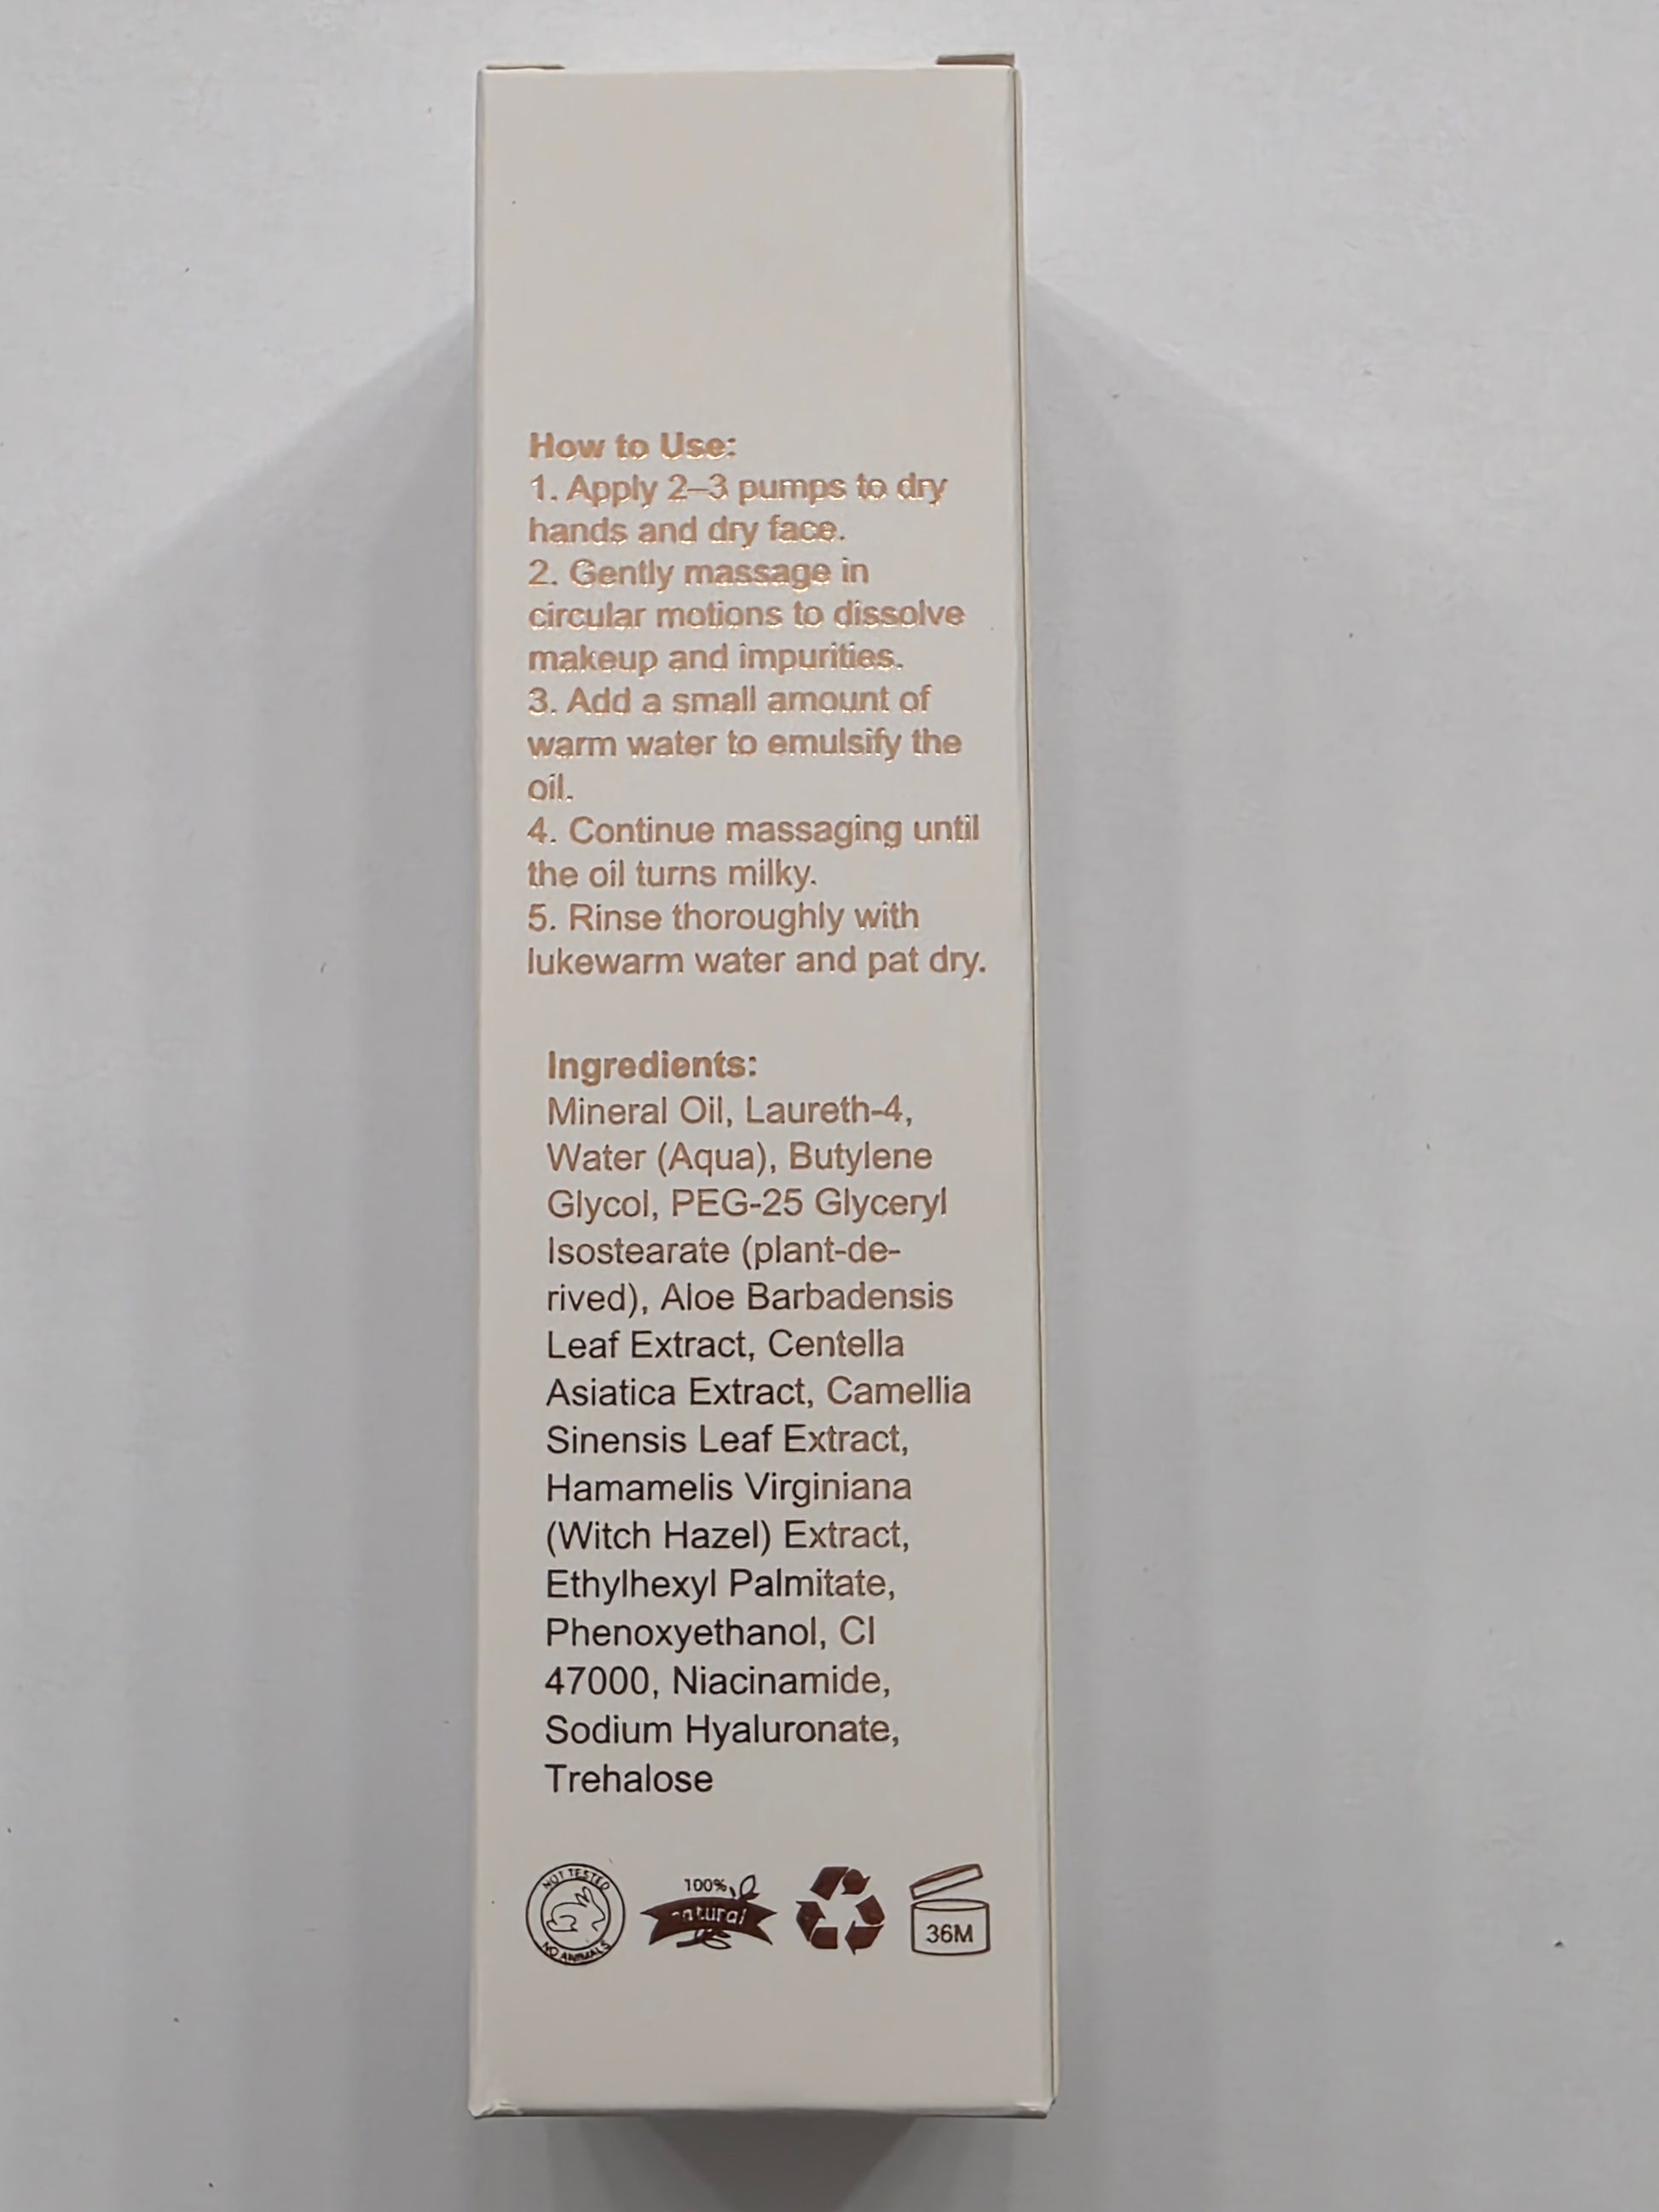 How to Use:
1. Apply 2–3 pumps to dry
hands and dry face.
2. Gently massage in
circular motions to dissolve
makeup and impurities.
3. Add a small amount of
warm water to emulsify the
oil.
4. Continue massaging until
the oil turns milky.
5. Rinse thoroughly with
lukewarm water and pat dry.
Ingredients:
Mineral Oil, Laureth-4,
Water (Aqua), Butylene
Glycol, PEG-25 Glyceryl
Isostearate (plant-de-
rived), Aloe Barbadensis
Leaf Extract, Centella
Asiatica Extract, Camellia
Sinensis Leaf Extract,
Hamamelis Virginiana
(Witch Hazel) Extract,
Ethylhexyl Palmitate,
Phenoxyethanol, CI
47000, Niacinamide,
Sodium Hyaluronate,
Trehalose
NOT TESTED
NO ANIMALS
100%
natural
36M